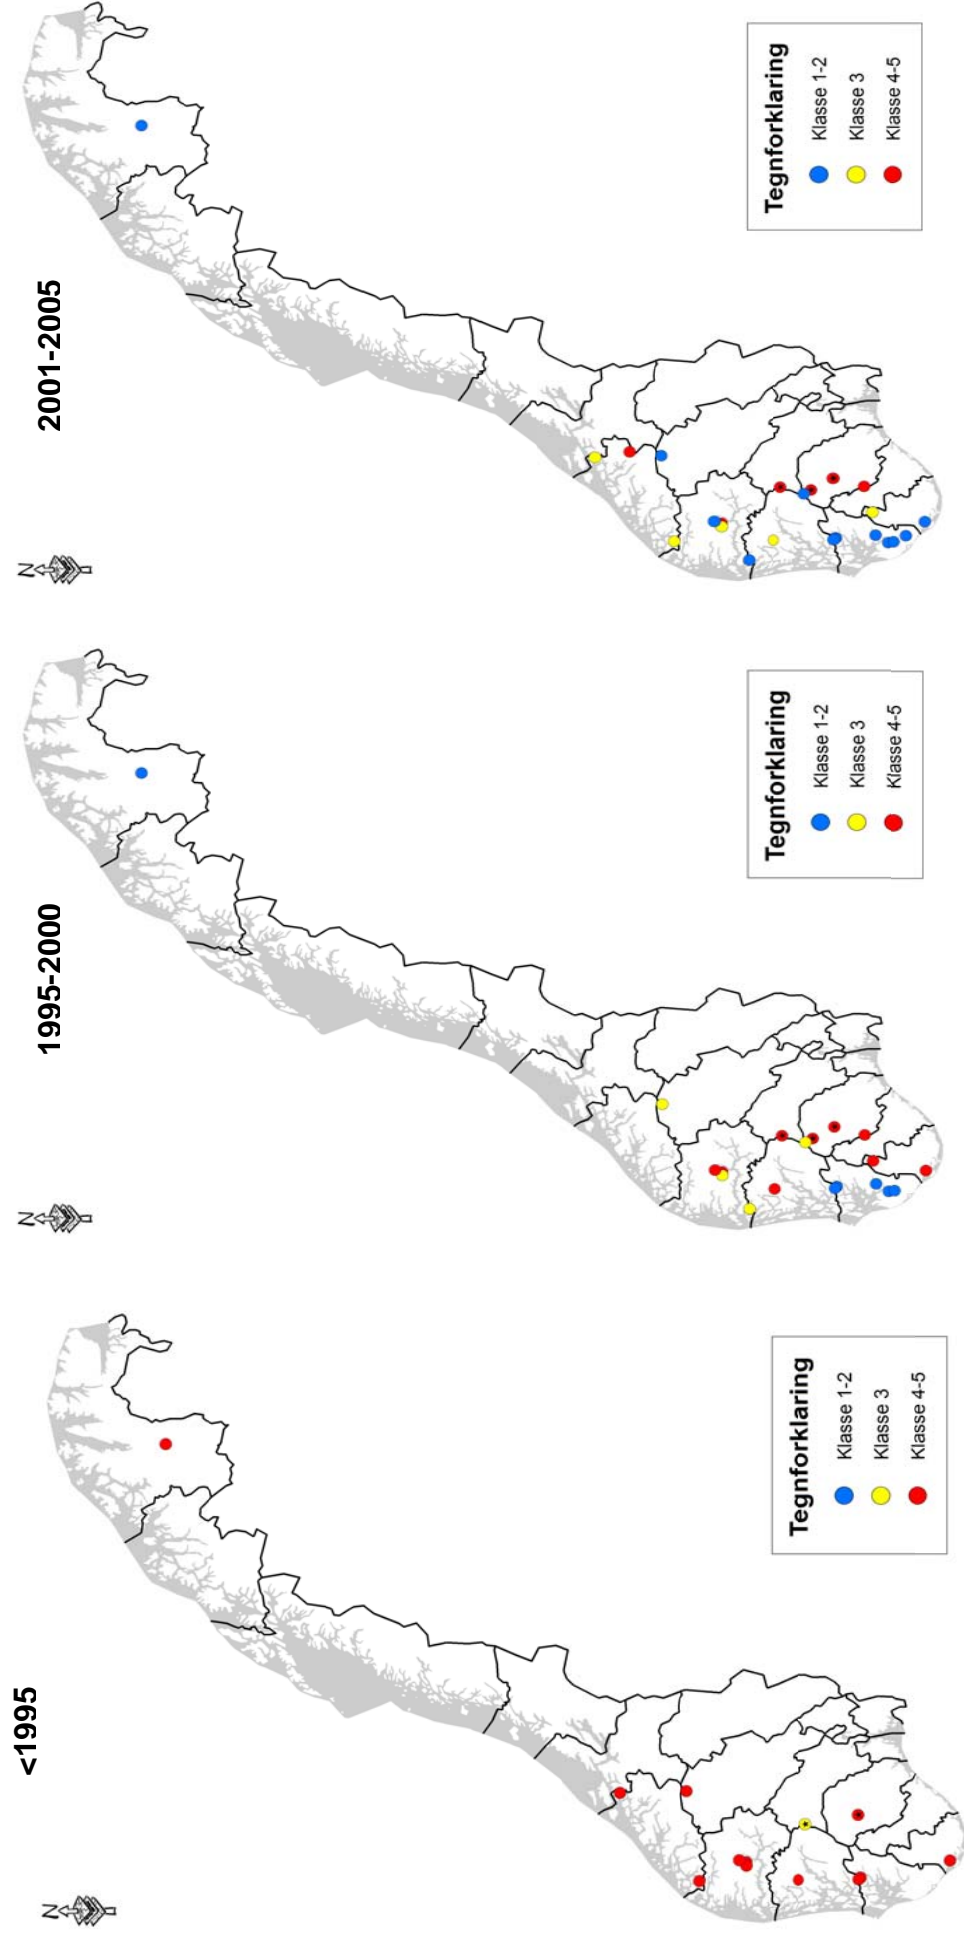 2001-2005
N
Tegnforklaring
Klasse 1-2
Klasse 3
Klasse 4-5
1995-2000
N
Tegnforklaring
Klasse 1-2
Klasse 3
Klasse 4-5
<1995
N
Tegnforklaring
Klasse 1-2
Klasse 3
Klasse 4-5